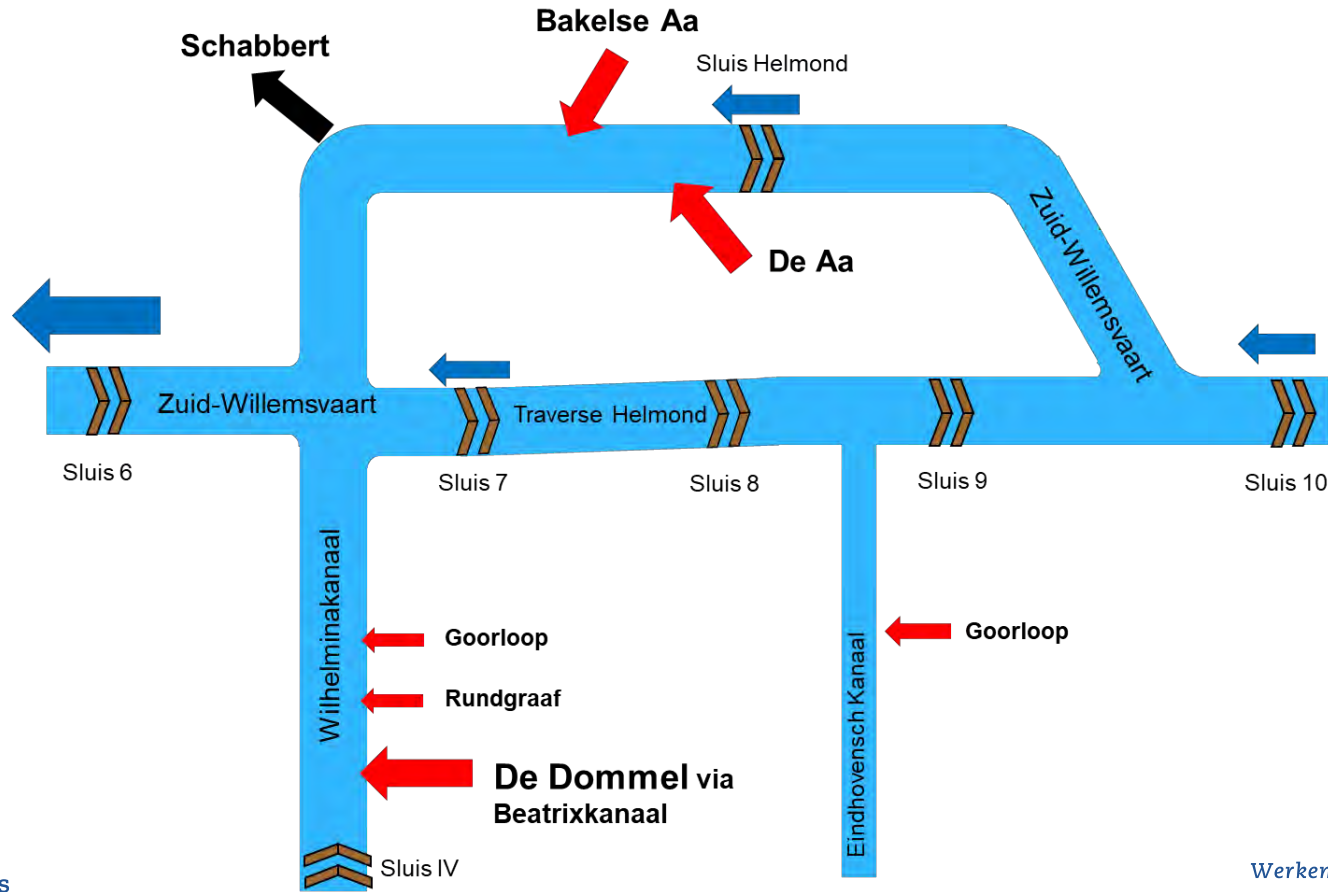 Bakelse Aa
Schabbert
Sluis Helmond
Zuid-Willemsvaart
De Aa
Zuid-Willemsvaart
Traverse Helmond
Sluis 6
Sluis 7
Sluis 8
Sluis 9
Sluis 10
Wilhelminakanaal
Goorloop
Rundgraaf
De Dommel via
Beatrixkanaal
Eindhovensch Kanaal
Goorloop
Sluis IV
s
Werken